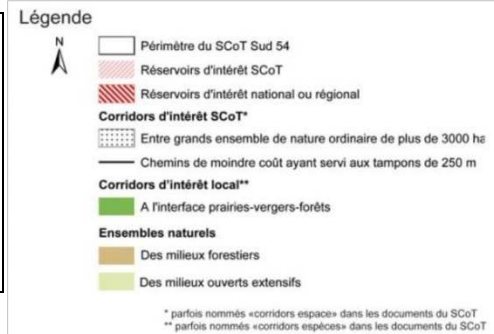 Légende
N
Périmètre du SCoT Sud 54
Réservoirs d'intérêt SCoT
Réservoirs d'intérêt national ou régional
Corridors d'intérêt SCoT*
Entre grands ensemble de nature ordinaire de plus de 3000 ha
Chemins de moindre coût ayant servi aux tampons de 250 m
Corridors d'intérêt local**
A l'interface prairies-vergers-forêts
Ensembles naturels
Des milieux forestiers
Des milieux ouverts extensifs
* parfois nommés «corridors espace» dans les documents du SCoT
** parfois nommés «corridors espèces» dans les documents du SCoT